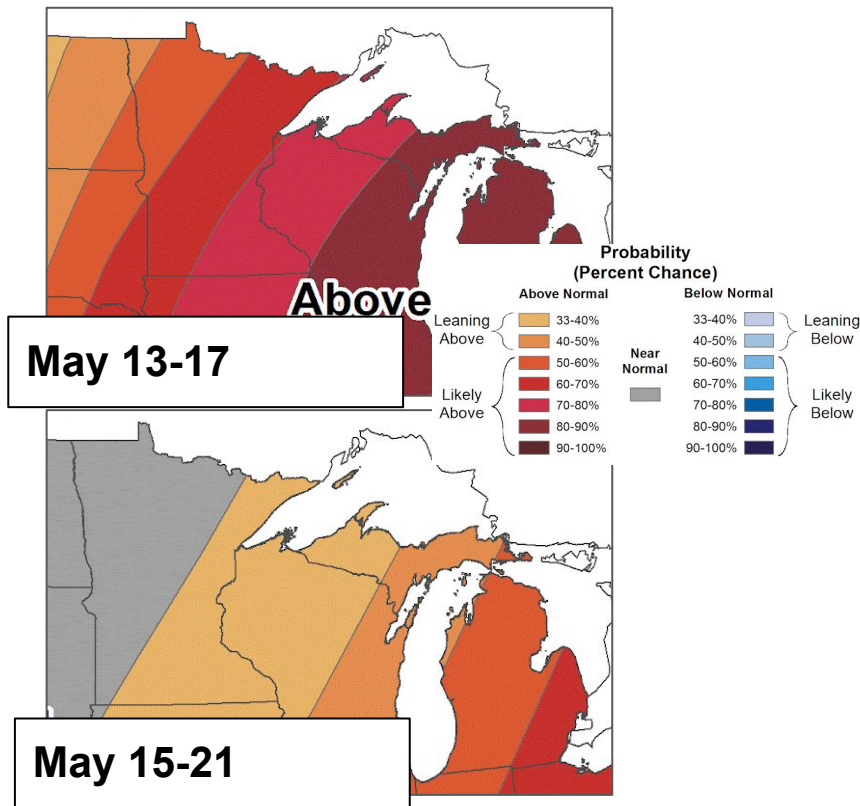 Above
May 13-17
Probability
(Percent Chance)
Above Normal
Below Normal
Leaning
Above
33-40%
40-50%
Likely
Above
50-60%
60-70%
70-80%
80-90%
90-100%
Near
Normal
33-40%
40-50%
Leaning
Below
50-60%
60-70%
70-80%
80-90%
90-100%
Likely
Below
May 15-21